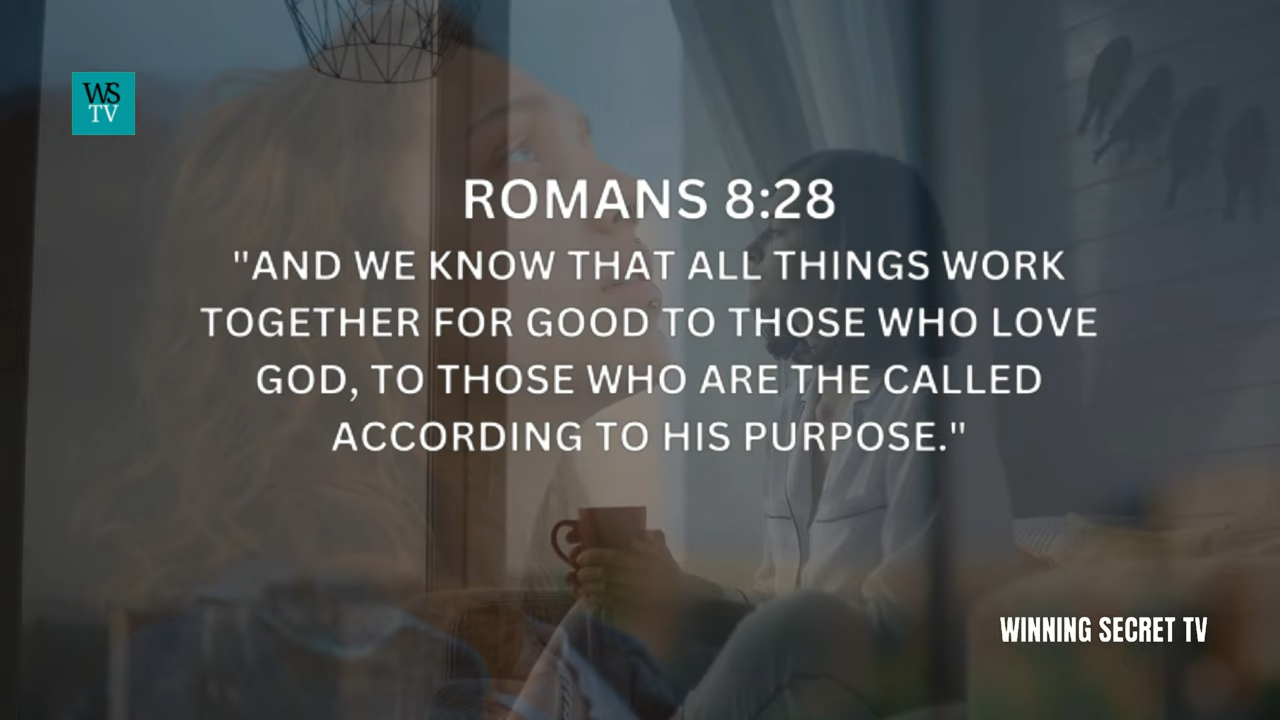 WS
TV
ROMANS 8:28
"AND WE KNOW THAT ALL THINGS WORK
TOGETHER FOR GOOD TO THOSE WHO LOVE
GOD, TO THOSE WHO ARE THE CALLED
ACCORDING TO HIS PURPOSE."
WINNING SECRET TV